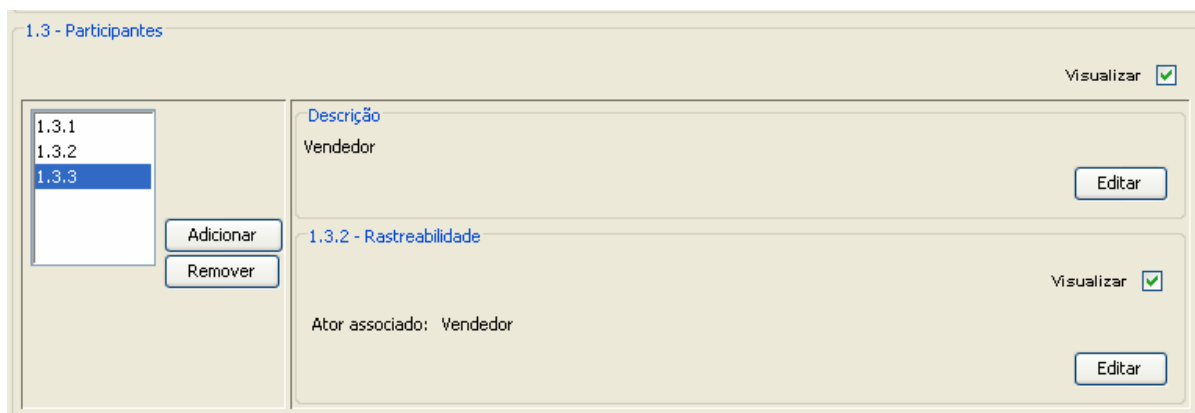 1.3 - Participantes
Visualizar
1.3.1
1.3.2
1.3.3
Adicionar
Remover
Descrição
Vendedor
Editar
1.3.2 - Rastreabilidade
Visualizar
Ator associado: Vendedor
Editar